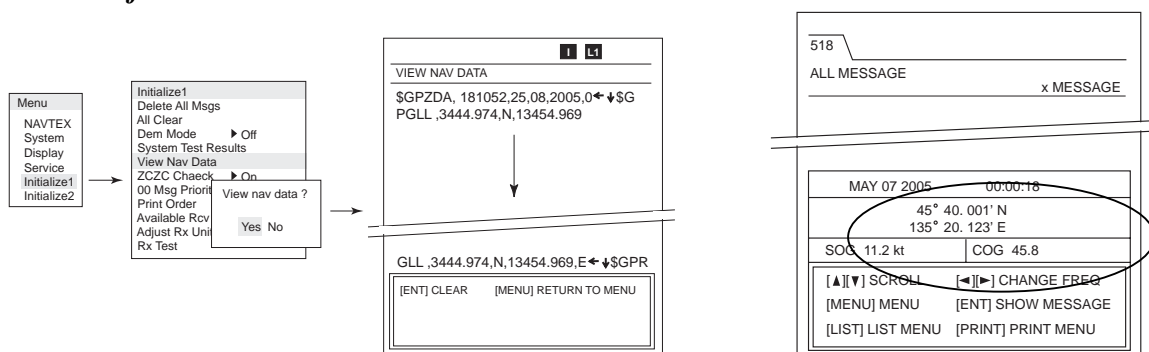 Menu
NAVTEX
System
Display
Service
Initialize1
Initialize2
Initialize1
Delete All Msgs
All Clear
Dem Mode ▶ Off
System Test Results
View Nav Data
ZCZC Chaeck ▶ On
00 Msg Priorit
Print Order
Available Rcv
Adjust Rx Unit
Rx Test
View nav data ?
Yes No
I L1
VIEW NAV DATA
$GPZDA, 181052,25,08,2005,0←↓$G
PGLL ,3444.974,N,13454.969
GLL ,3444.974,N,13454.969,E←↓$GPR
[ENT] CLEAR [MENU] RETURN TO MENU
518
ALL MESSAGE
x MESSAGE
MAY 07 2005 00:00:18
45° 40. 001' N
135° 20. 123' E
SOG 11.2 kt COG 45.8
[▲][▼] SCROLL [◄][►] CHANGE FREQ
[MENU] MENU [ENT] SHOW MESSAGE
[LIST] LIST MENU [PRINT] PRINT MENU